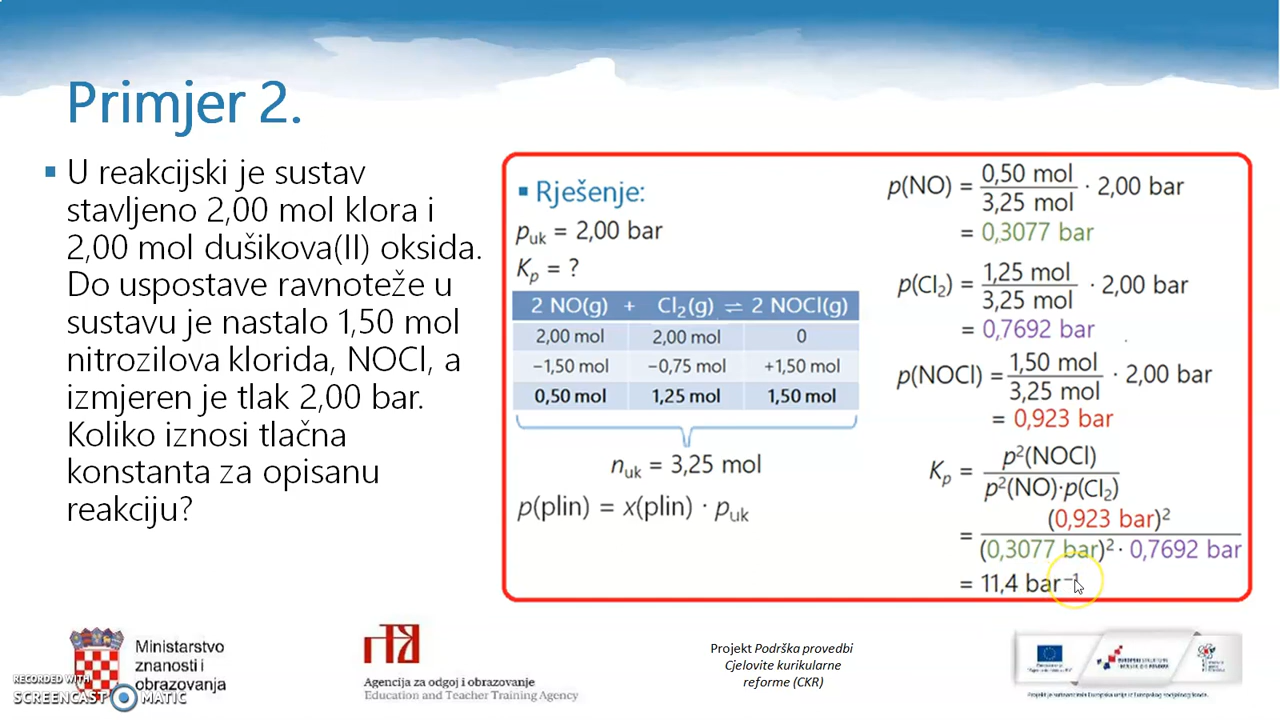 Primjer 2.
▪ U reakcijski je sustav
stavljeno 2,00 mol klora i
2,00 mol dušikova(II) oksida.
Do uspostave ravnoteže u
sustavu je nastalo 1,50 mol
nitrozilova klorida, NOCl, a
izmjeren je tlak 2,00 bar.
Koliko iznosi tlačna
konstanta za opisanu
reakciju?
▪ Rješenje:
p_uk = 2,00 bar
K_p = ?
2 NO(g) + Cl₂(g) ⇌ 2 NOCl(g)
2,00 mol 2,00 mol 0
−1,50 mol −0,75 mol +1,50 mol
0,50 mol 1,25 mol 1,50 mol
n_uk = 3,25 mol
p(plin) = x(plin) · p_uk
p(NO) = 0,50 mol / 3,25 mol · 2,00 bar
= 0,3077 bar
p(Cl₂) = 1,25 mol / 3,25 mol · 2,00 bar
= 0,7692 bar
p(NOCl) = 1,50 mol / 3,25 mol · 2,00 bar
= 0,923 bar
K_p = p²(NOCl) / p²(NO)·p(Cl₂)
= (0,923 bar)² / (0,3077 bar)² · 0,7692 bar
= 11,4 bar⁻¹
Ministarstvo
znanosti i
obrazovanja
Agencija za odgoj i obrazovanje
Education and Teacher Training Agency
Projekt Podrška provedbi
Cjelovite kurikularne
reforme (CKR)
RECORDED WITH
SCREENCAST MATIC